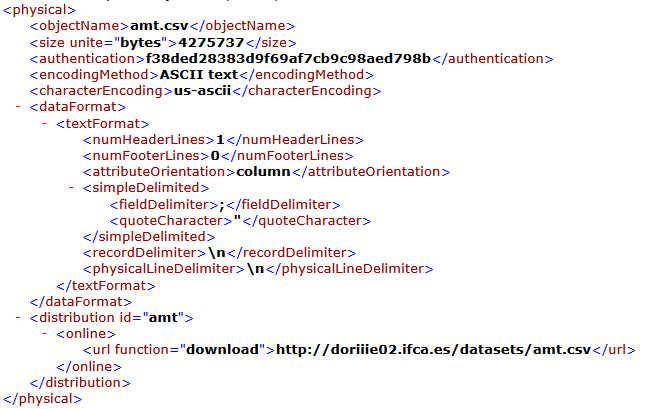 <physical>
<objectName>amt.csv</objectName>
<size unite="bytes">4275737</size>
<authentication>f38ded28383d9f69af7cb9c98aed798b</authentication>
<encodingMethod>ASCII text</encodingMethod>
<characterEncoding>us-ascii</characterEncoding>
- <dataFormat>
- <textFormat>
<numHeaderLines>1</numHeaderLines>
<numFooterLines>0</numFooterLines>
<attributeOrientation>column</attributeOrientation>
- <simpleDelimited>
<fieldDelimiter>;</fieldDelimiter>
<quoteCharacter>"</quoteCharacter>
</simpleDelimited>
<recordDelimiter>\n</recordDelimiter>
<physicalLineDelimiter>\n</physicalLineDelimiter>
</textFormat>
</dataFormat>
- <distribution id="amt">
- <online>
<url function="download">http://doriiie02.ifca.es/datasets/amt.csv</url>
</online>
</distribution>
</physical>